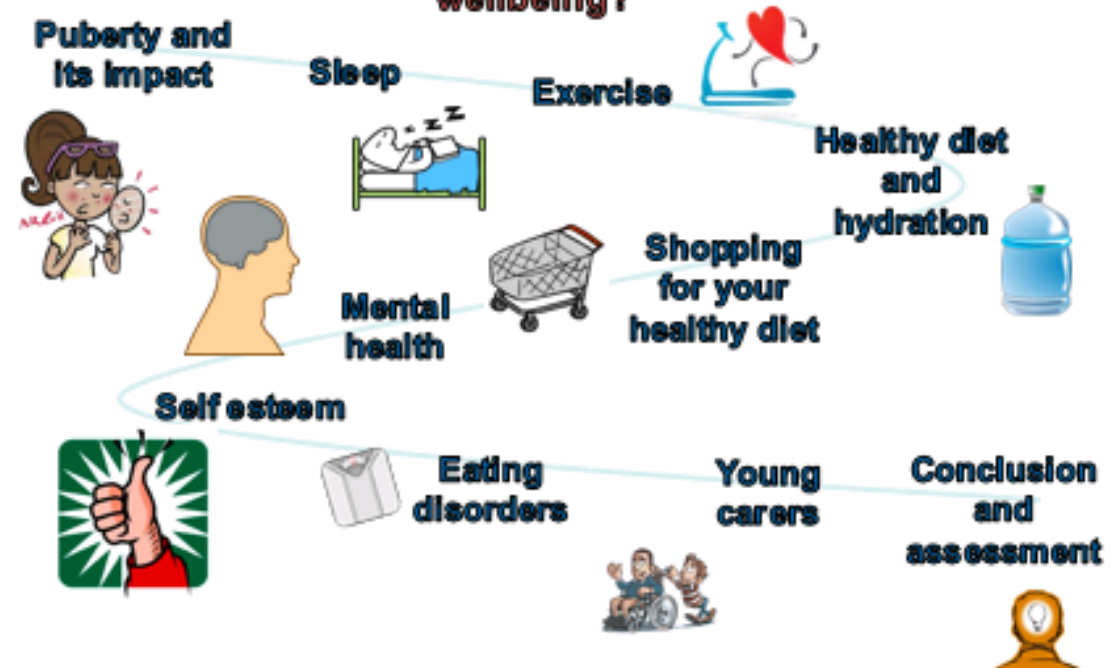 wellbeing?
Puberty and
its impact
Sleep
Exercise
Healthy diet
and
hydration
Shopping
for your
healthy diet
Mental
health
Self esteem
Eating
disorders
Young
carers
Conclusion
and
assessment